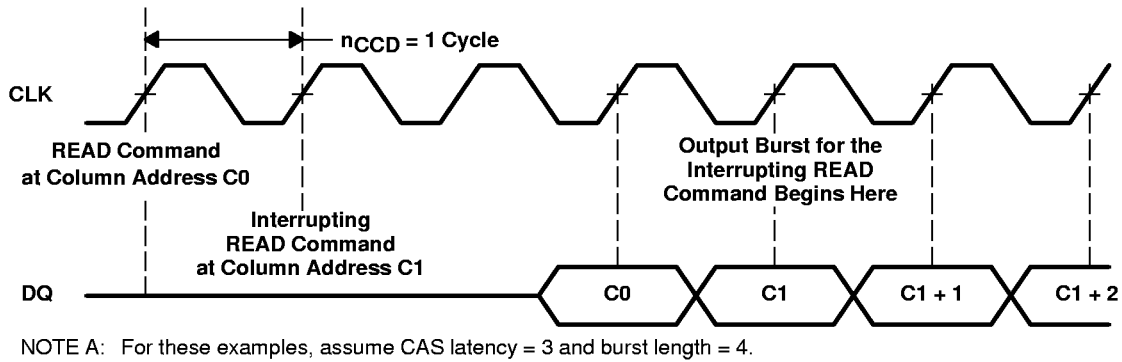 nCCD = 1 Cycle
CLK
READ Command
at Column Address C0
Output Burst for the
Interrupting READ
Command Begins Here
Interrupting
READ Command
at Column Address C1
DQ
C0
C1
C1 + 1
C1 + 2
NOTE A: For these examples, assume CAS latency = 3 and burst length = 4.